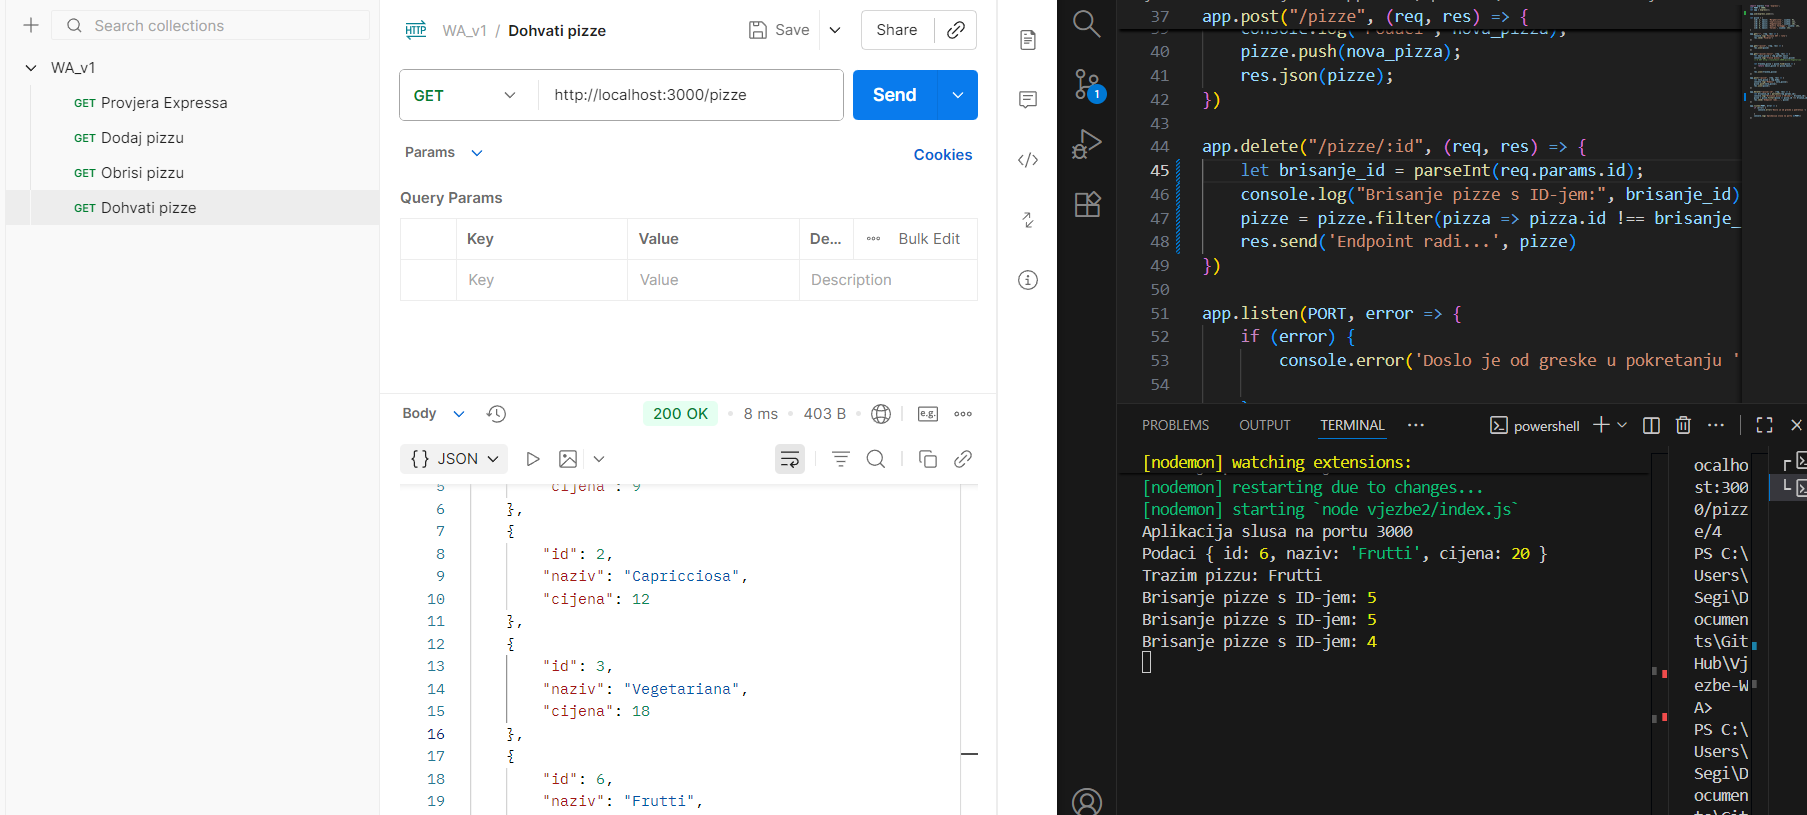 Search collections
WA_v1
GET Provjera Expressa
GET Dodaj pizzu
GET Obrisi pizzu
GET Dohvati pizze
HTTP WA_v1 / Dohvati pizze
Save
Share
GET
http://localhost:3000/pizze
Send
Params
Cookies
Query Params
Key Value De... Bulk Edit
Key Value Description
Body
200 OK • 8 ms • 403 B
e.g.
{} JSON
5 "cijena": 9
6 },
7 {
8 "id": 2,
9 "naziv": "Capricciosa",
10 "cijena": 12
11 },
12 {
13 "id": 3,
14 "naziv": "Vegetariana",
15 "cijena": 18
16 },
17 {
18 "id": 6,
19 "naziv": "Frutti",
1
37 app.post("/pizze", (req, res) => {
console.log("Podaci", nova_pizza);
40 pizze.push(nova_pizza);
41 res.json(pizze);
42 })
43
44 app.delete("/pizze/:id", (req, res) => {
45 let brisanje_id = parseInt(req.params.id);
46 console.log("Brisanje pizze s ID-jem:", brisanje_id)
47 pizze = pizze.filter(pizza => pizza.id !== brisanje_
48 res.send('Endpoint radi...', pizze)
49 })
50
51 app.listen(PORT, error => {
52 if (error) {
53 console.error('Doslo je od greske u pokretanju '
54
PROBLEMS OUTPUT TERMINAL ··· powershell
[nodemon] watching extensions:
[nodemon] restarting due to changes...
[nodemon] starting `node vjezbe2/index.js`
Aplikacija slusa na portu 3000
Podaci { id: 6, naziv: 'Frutti', cijena: 20 }
Trazim pizzu: Frutti
Brisanje pizze s ID-jem: 5
Brisanje pizze s ID-jem: 5
Brisanje pizze s ID-jem: 4
ocalho
st:300
0/pizz
e/4
PS C:\
Users\
Segi\D
ocumen
ts\Git
Hub\Vj
ezbe-W
A>
PS C:\
Users\
Segi\D
ocumen